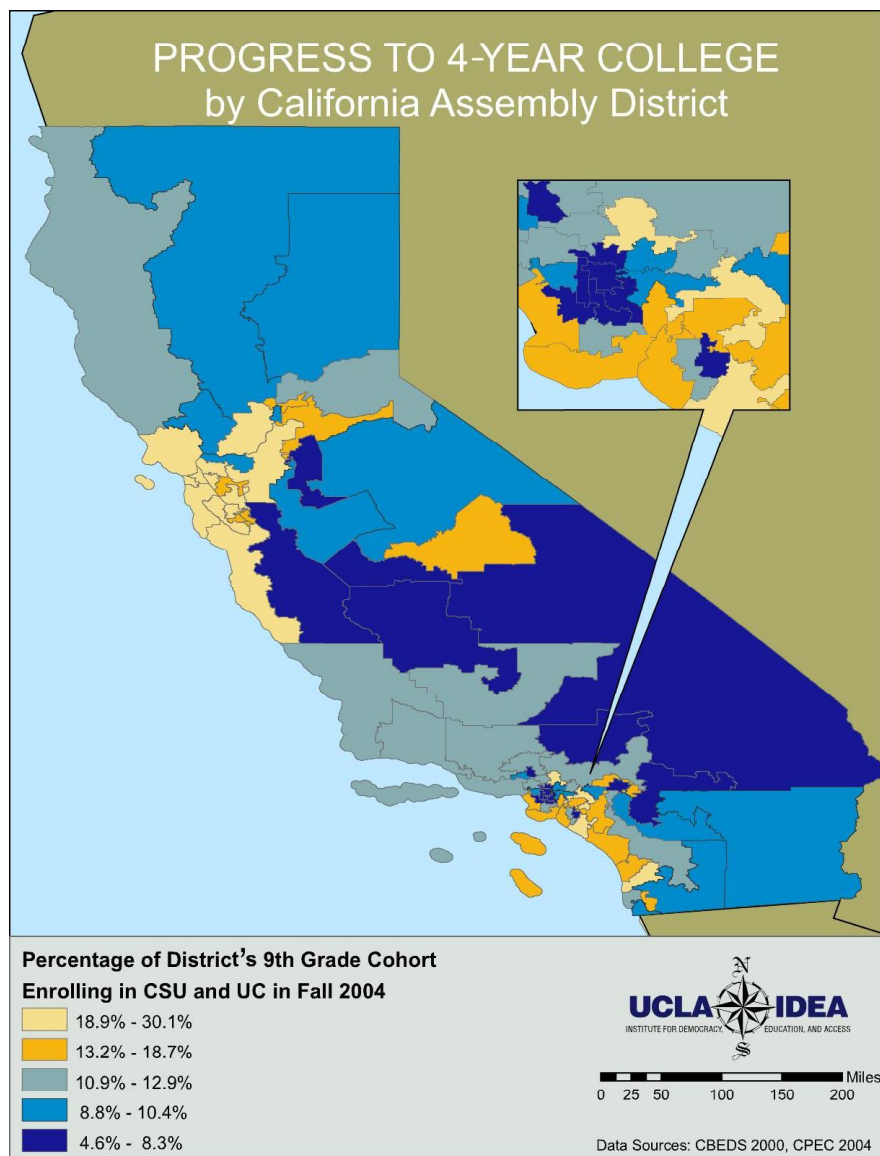 PROGRESS TO 4-YEAR COLLEGE
by California Assembly District
Percentage of District's 9th Grade Cohort
Enrolling in CSU and UC in Fall 2004
18.9% - 30.1%
13.2% - 18.7%
10.9% - 12.9%
8.8% - 10.4%
4.6% - 8.3%
N
UCLA IDEA
INSTITUTE FOR DEMOCRACY, EDUCATION, AND ACCESS
S
Miles
0 25 50 100 150 200
Data Sources: CBEDS 2000, CPEC 2004